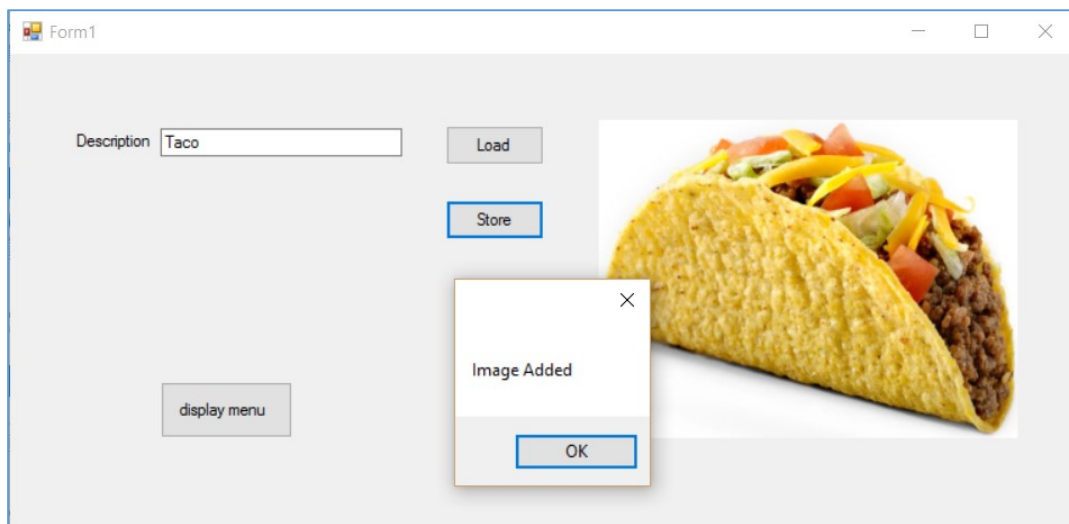 Form1
Description
Taco
Load
Store
Image Added
OK
display menu